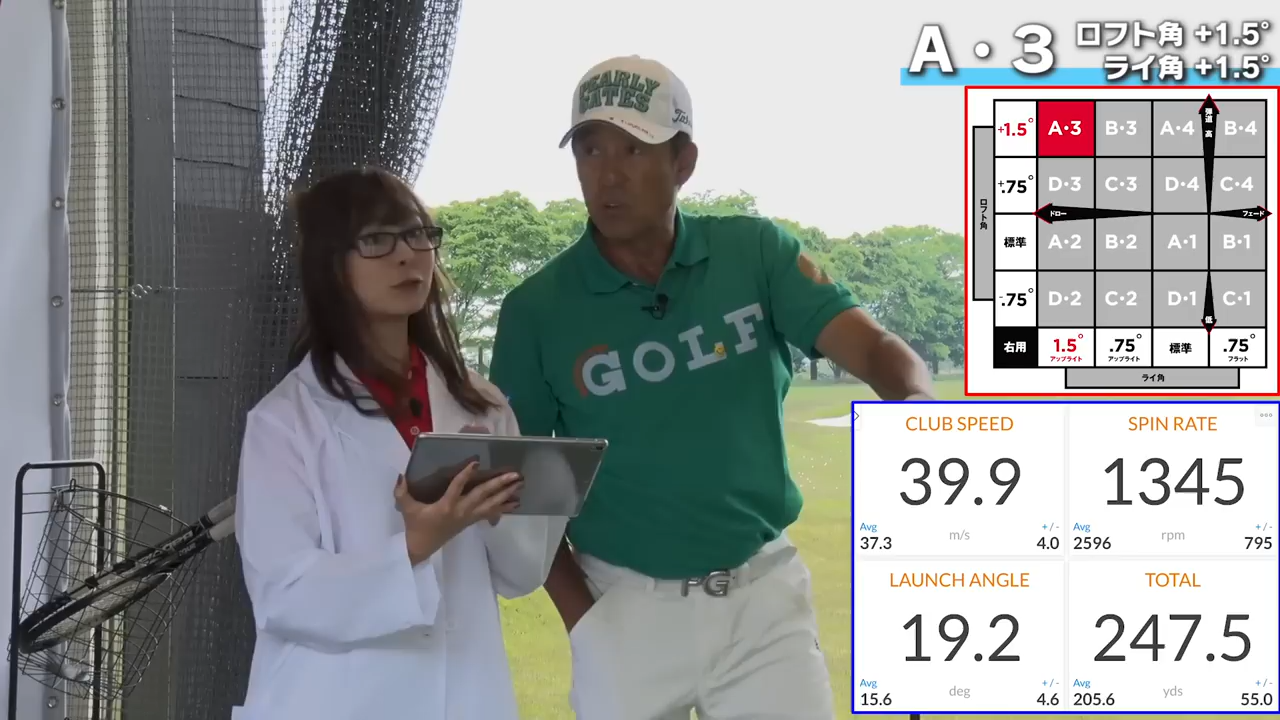 A・3
ロフト角 +1.5°
ライ角 +1.5°
PEARLY
GATES
Titleist
GOLF
PG
ロフト角
+1.5° A・3 B・3 A・4 B・4
+.75° D・3 C・3 D・4 C・4
標準 A・2 B・2 A・1 B・1
-.75° D・2 C・2 D・1 C・1
弾道 高
ドロー
フェード
低
右用 1.5° アップライト .75° アップライト 標準 .75° フラット
ライ角
CLUB SPEED
39.9
m/s
Avg
37.3
+/-
4.0
SPIN RATE
1345
rpm
Avg
2596
+/-
795
LAUNCH ANGLE
19.2
deg
Avg
15.6
+/-
4.6
TOTAL
247.5
yds
Avg
205.6
+/-
55.0